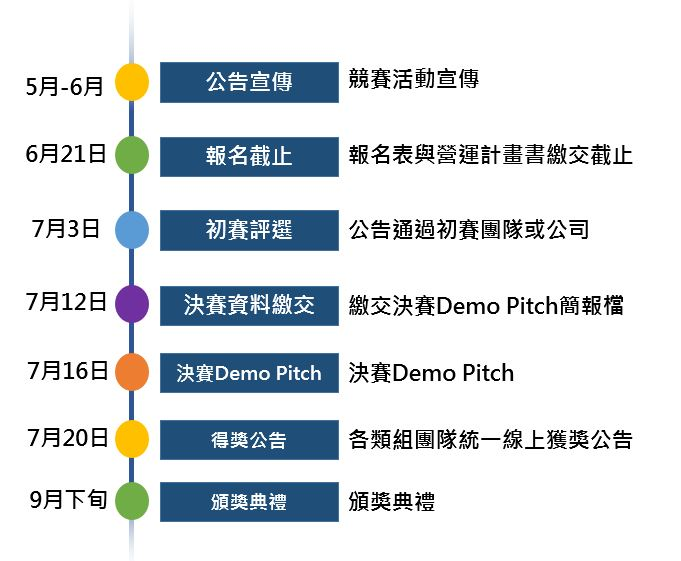 5月-6月 公告宣傳 競賽活動宣傳
6月21日 報名截止 報名表與營運計畫書繳交截止
7月3日 初賽評選 公告通過初賽團隊或公司
7月12日 決賽資料繳交 繳交決賽Demo Pitch簡報檔
7月16日 決賽Demo Pitch 決賽Demo Pitch
7月20日 得獎公告 各類組團隊統一線上獲獎公告
9月下旬 頒獎典禮 頒獎典禮